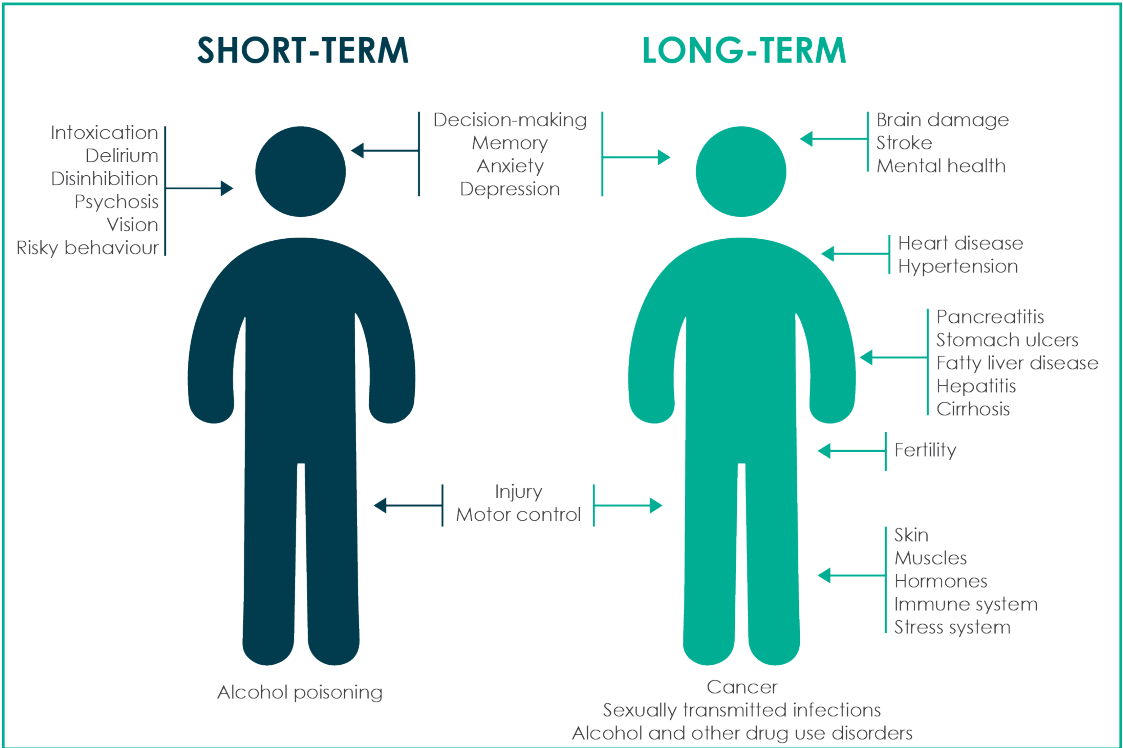 SHORT-TERM
LONG-TERM
Intoxication
Delirium
Disinhibition
Psychosis
Vision
Risky behaviour
Decision-making
Memory
Anxiety
Depression
Brain damage
Stroke
Mental health
Heart disease
Hypertension
Pancreatitis
Stomach ulcers
Fatty liver disease
Hepatitis
Cirrhosis
Fertility
Injury
Motor control
Skin
Muscles
Hormones
Immune system
Stress system
Alcohol poisoning
Cancer
Sexually transmitted infections
Alcohol and other drug use disorders